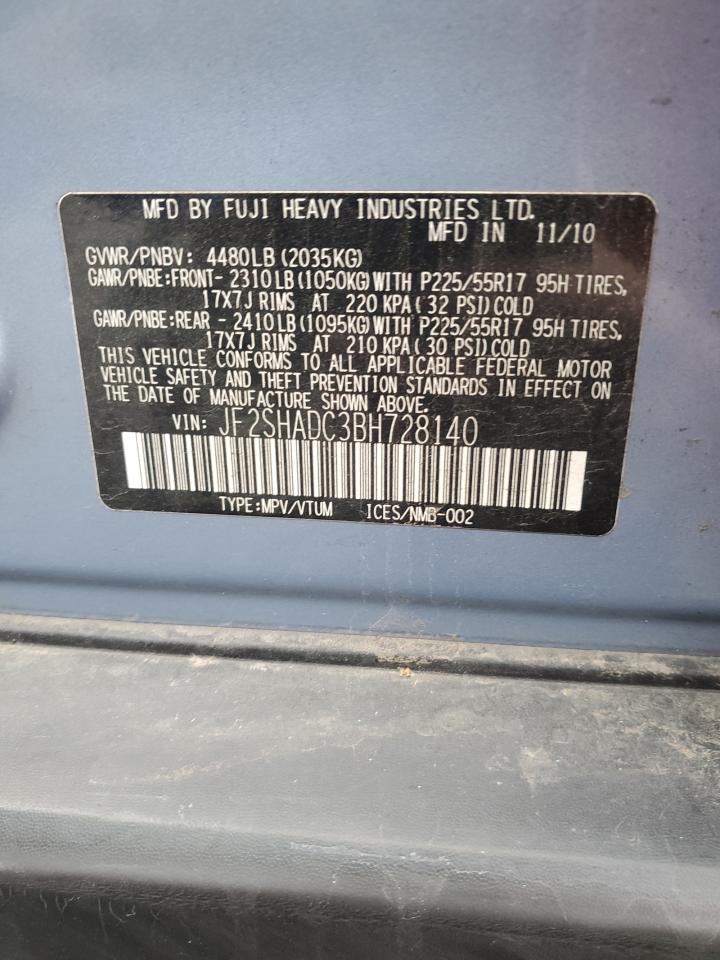 MFD BY FUJI HEAVY INDUSTRIES LTD.
MFD IN 11/10
GVWR/PNBV: 4480LB (2035KG)
GAWR/PNBE:FRONT- 2310LB (1050KG)WITH P225/55R17 95H TIRES,
17X7J RIMS AT 220 KPA( 32 PSI)COLD
GAWR/PNBE:REAR - 2410LB (1095KG)WITH P225/55R17 95H TIRES,
17X7J RIMS AT 210 KPA( 30 PSI)COLD
THIS VEHICLE CONFORMS TO ALL APPLICABLE FEDERAL MOTOR
VEHICLE SAFETY AND THEFT PREVENTION STANDARDS IN EFFECT ON
THE DATE OF MANUFACTURE SHOWN ABOVE.
VIN: JF2SHADC3BH728140
TYPE:MPV/VTUM ICES/NMB-002